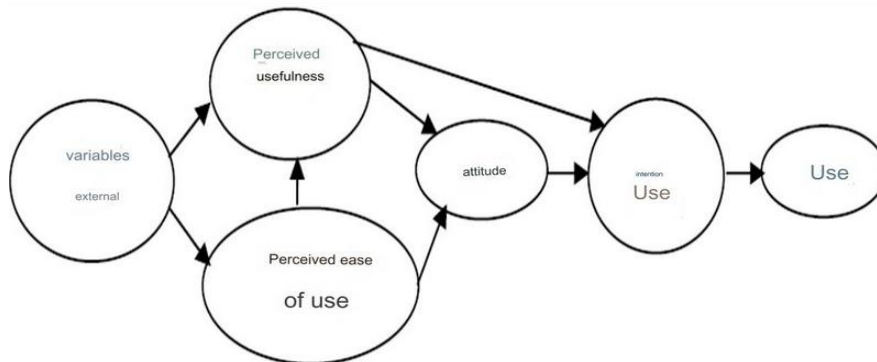 Perceived
usefulness
variables
external
Perceived ease
of use
attitude
intention
Use
Use